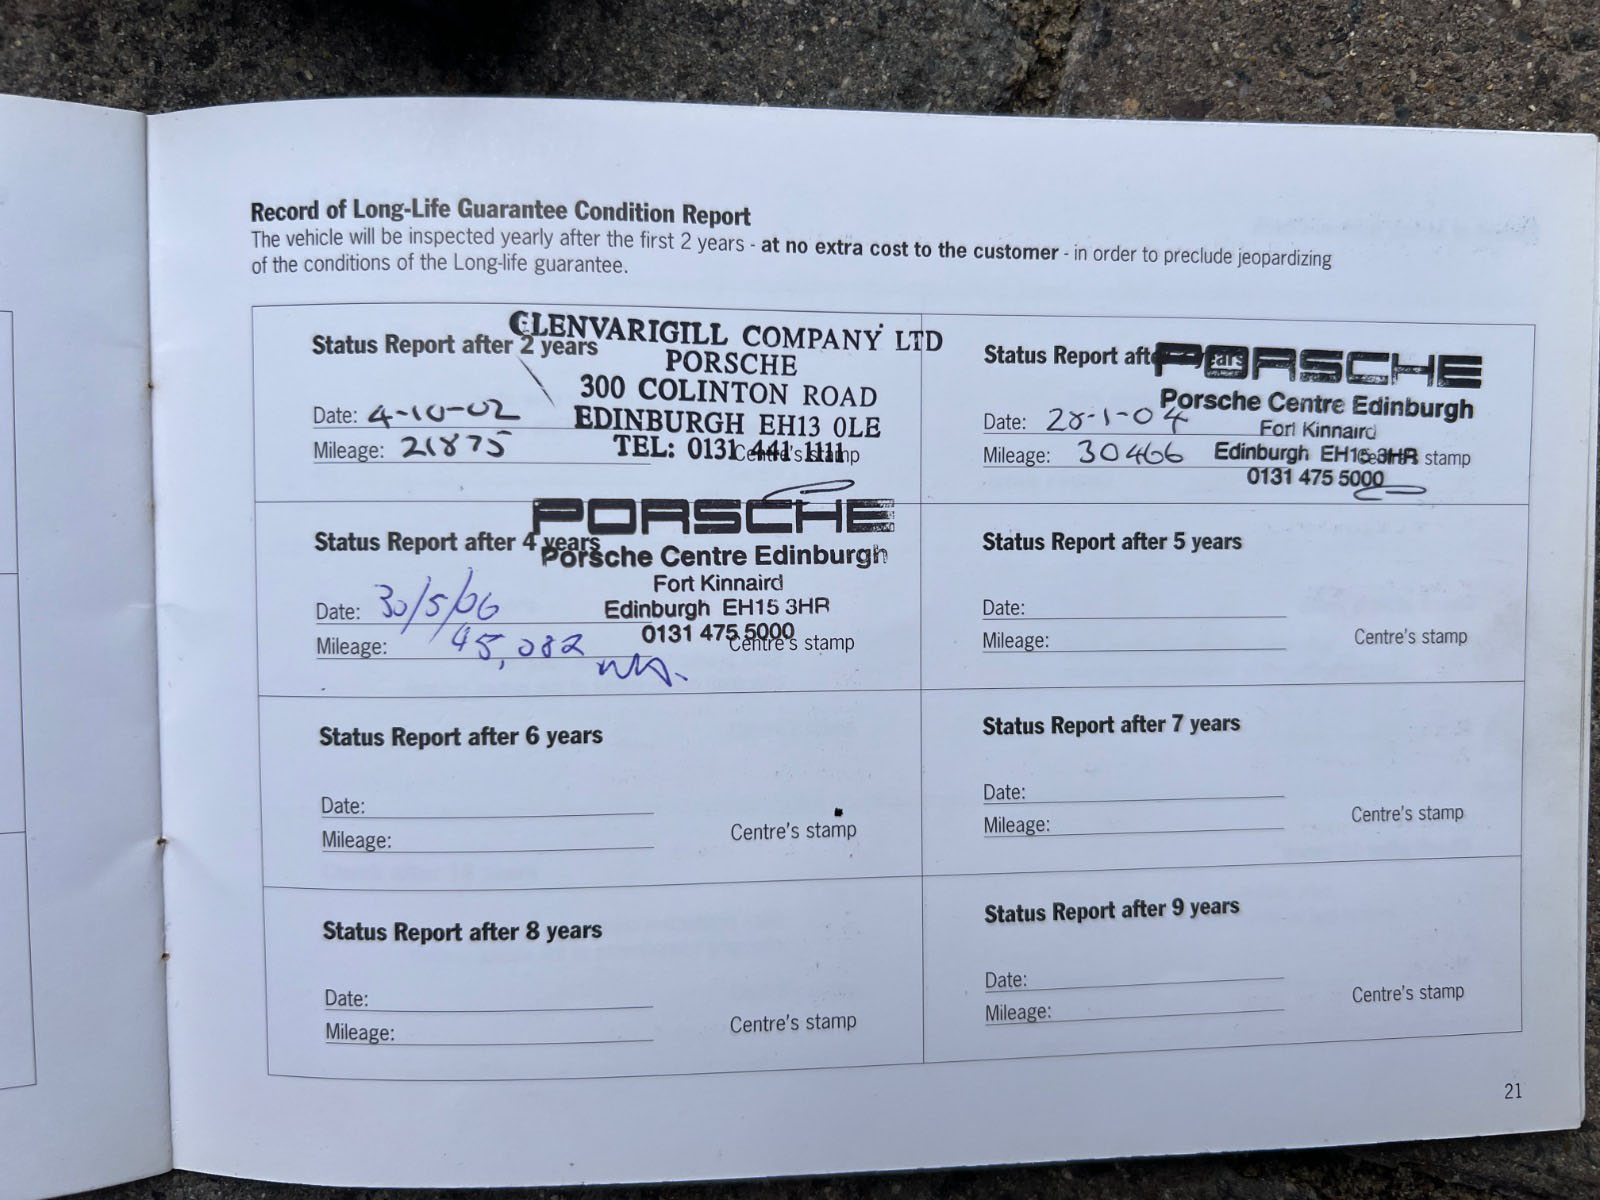 Record of Long-Life Guarantee Condition Report
The vehicle will be inspected yearly after the first 2 years - at no extra cost to the customer - in order to preclude jeopardizing
of the conditions of the Long-life guarantee.
Status Report after 2 years
GLENVARIGILL COMPANY LTD
PORSCHE
300 COLINTON ROAD
EDINBURGH EH13 0LE
TEL: 0131 441 1111
Date: 4-10-02
Mileage: 21875
Centre's stamp
Status Report after years
PORSCHE
Porsche Centre Edinburgh
Fort Kinnaird
Edinburgh EH15 3HR
0131 475 5000
Date: 28-1-04
Mileage: 30466
stamp
Status Report after 4 years
PORSCHE
Porsche Centre Edinburgh
Fort Kinnaird
Edinburgh EH15 3HR
0131 475 5000
Date: 30/5/06
Mileage: 45,082
Centre's stamp
Status Report after 5 years
Date:
Mileage:
Centre's stamp
Status Report after 6 years
Date:
Mileage:
Centre's stamp
Status Report after 7 years
Date:
Mileage:
Centre's stamp
Status Report after 8 years
Date:
Mileage:
Centre's stamp
Status Report after 9 years
Date:
Mileage:
Centre's stamp
21